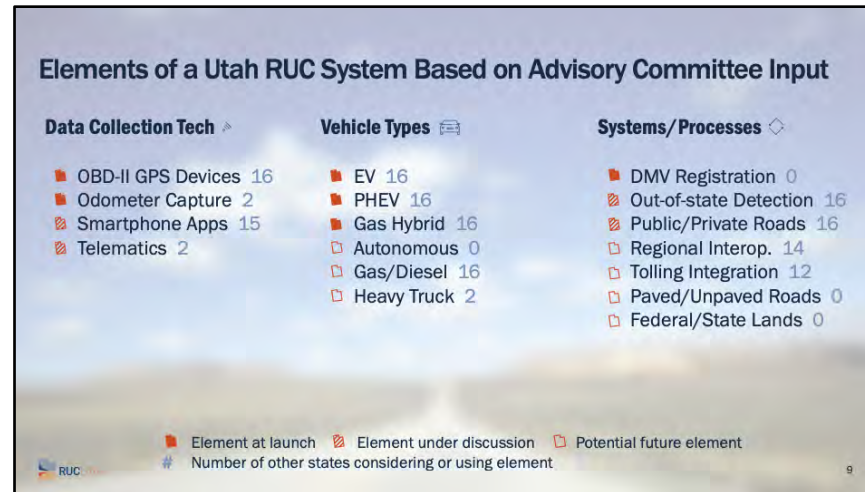 Elements of a Utah RUC System Based on Advisory Committee Input
Data Collection Tech
OBD-II GPS Devices 16
Odometer Capture 2
Smartphone Apps 15
Telematics 2
Vehicle Types
EV 16
PHEV 16
Gas Hybrid 16
Autonomous 0
Gas/Diesel 16
Heavy Truck 2
Systems/Processes
DMV Registration 0
Out-of-state Detection 16
Public/Private Roads 16
Regional Interop. 14
Tolling Integration 12
Paved/Unpaved Roads 0
Federal/State Lands 0
Element at launch Element under discussion Potential future element
# Number of other states considering or using element
RUC
9